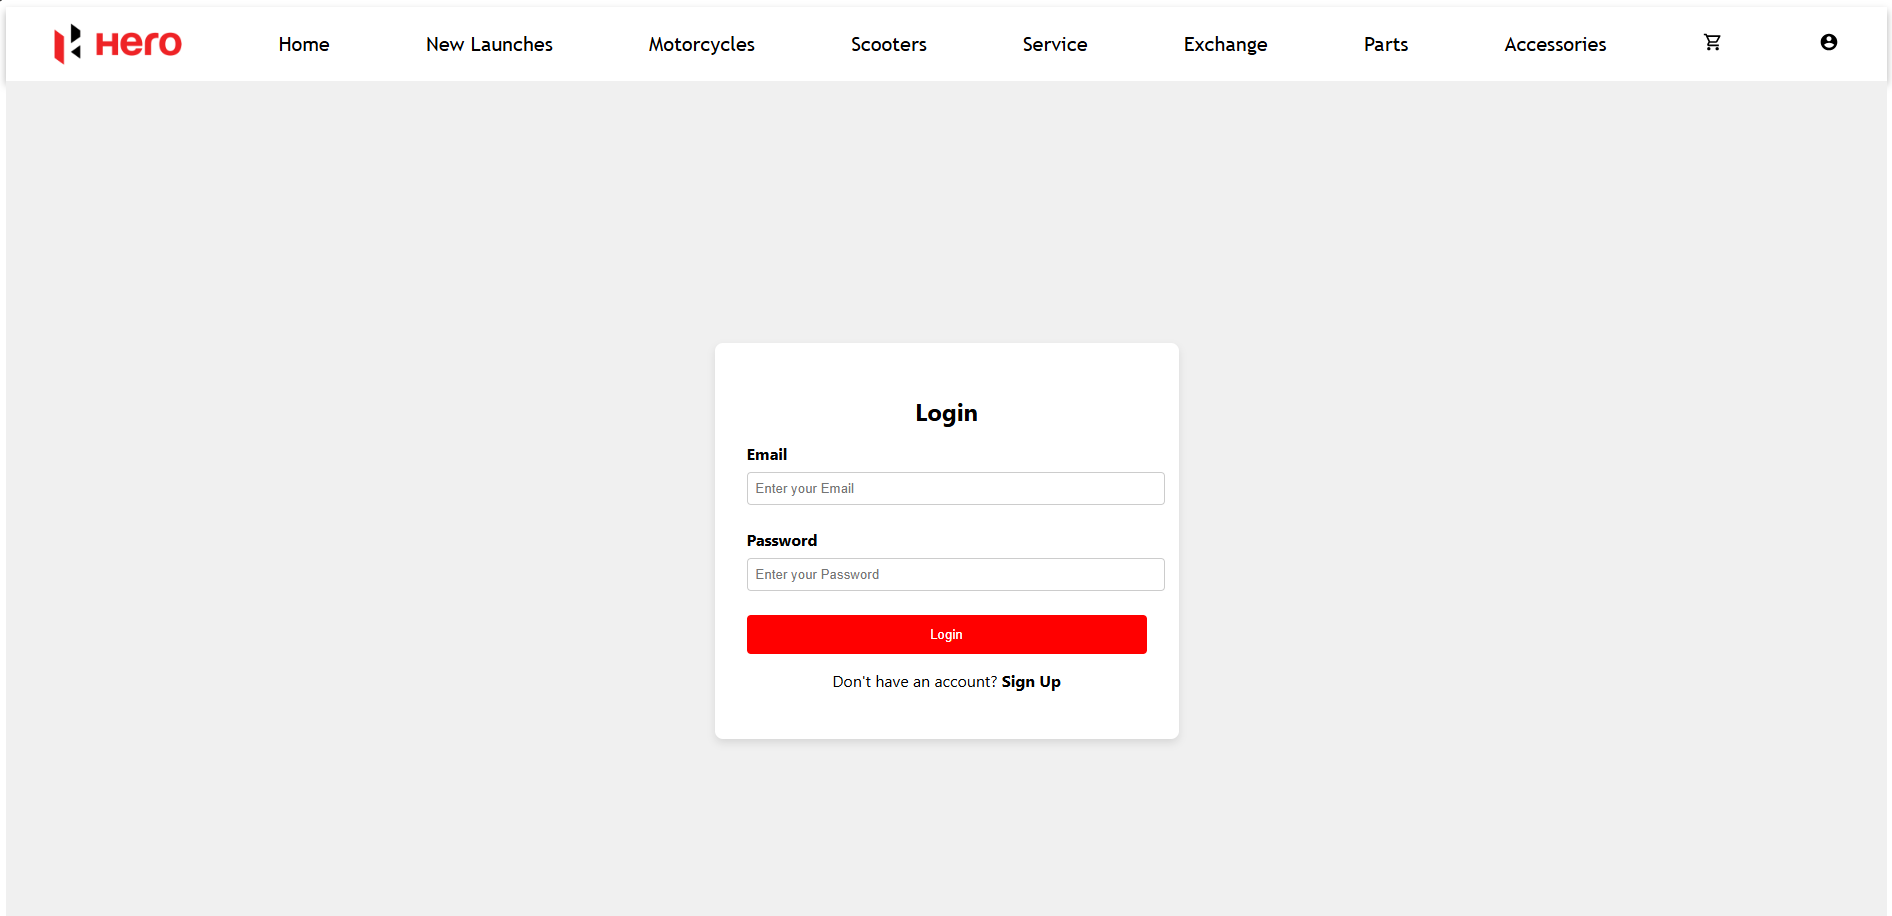 Hero Home New Launches Motorcycles Scooters Service Exchange Parts Accessories
Login
Email
Enter your Email
Password
Enter your Password
Login
Don't have an account? Sign Up